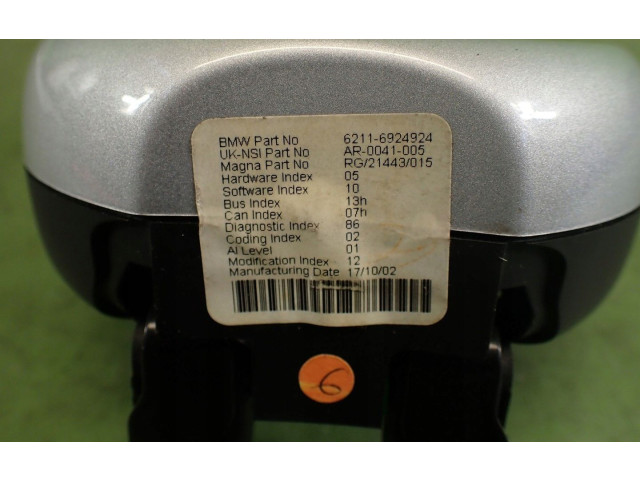 BMW Part No 6211-6924924
UK-NSI Part No AR-0041-005
Magna Part No RG/21443/015
Hardware Index 05
Software Index 10
Bus Index 13h
Can Index 07h
Diagnostic Index 86
Coding Index 02
AI Level 01
Modification Index 12
Manufacturing Date 17/10/02
6